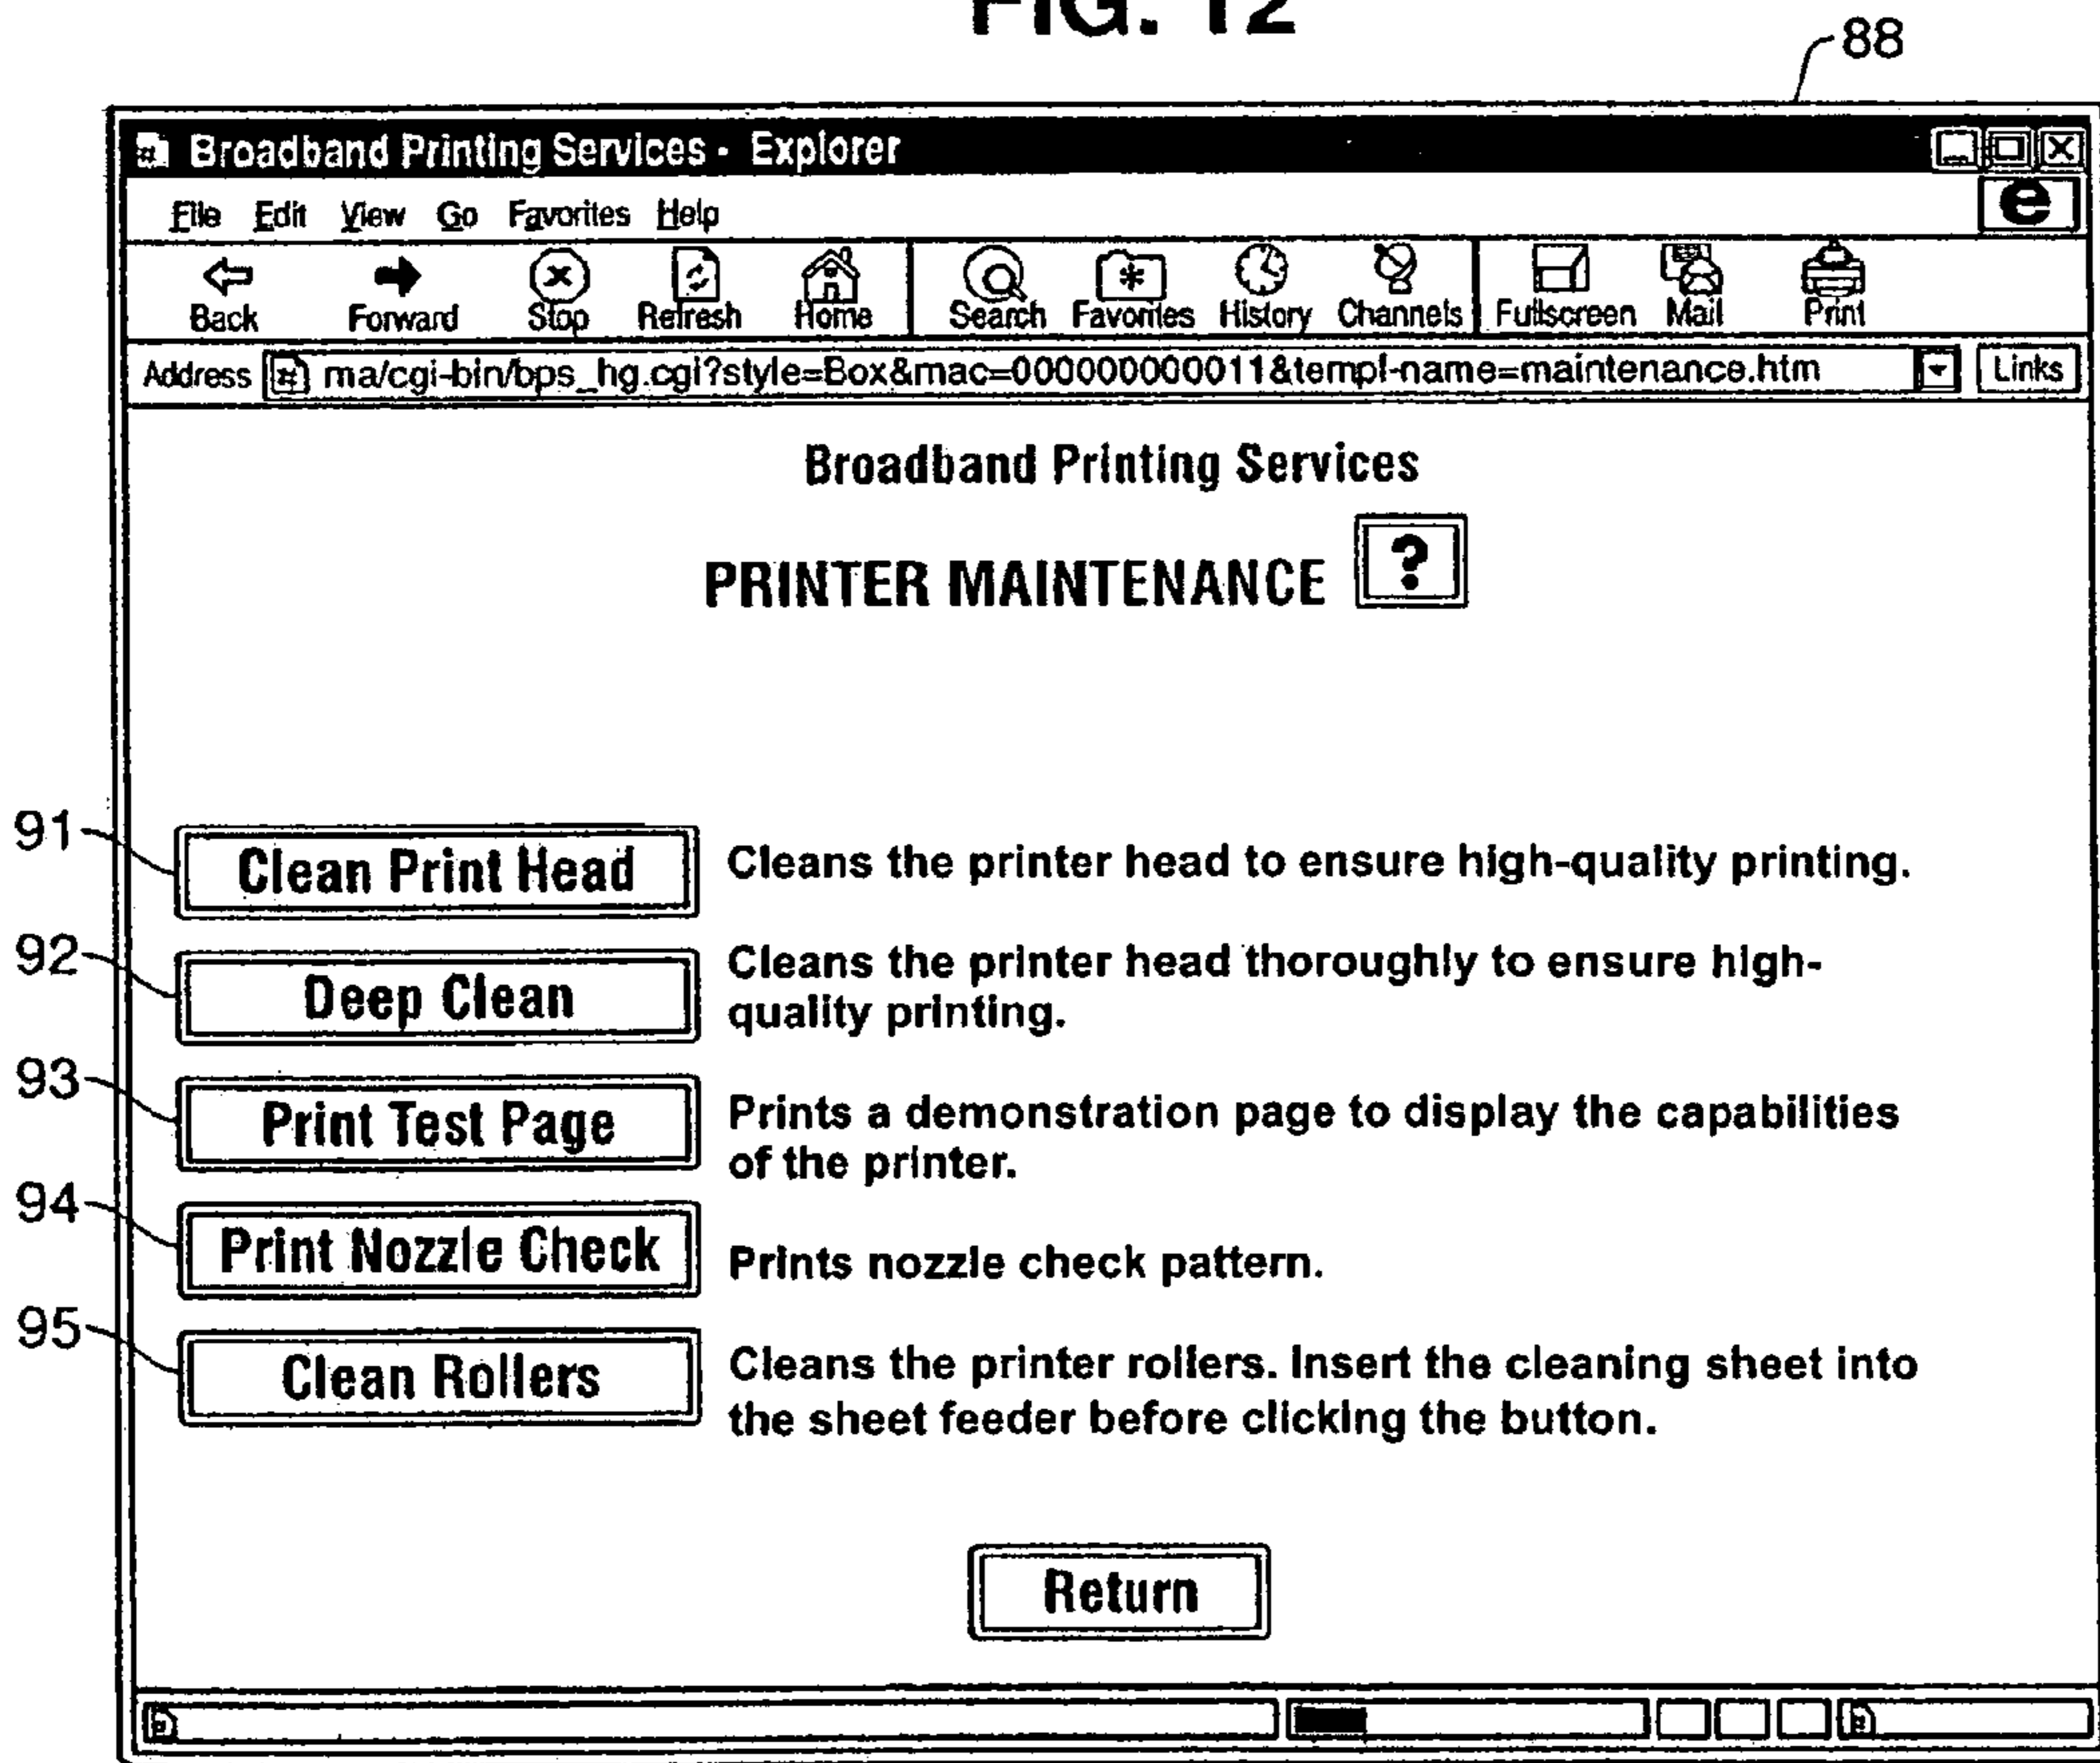 FIG. 12
88
Broadband Printing Services - Explorer
File Edit View Go Favorites Help
e
Back Forward Stop Refresh Home Search Favorites History Channels Fullscreen Mail Print
Address ma/cgi-bin/bps_hg.cgi?style=Box&mac=000000000011&templ-name=maintenance.htm Links
Broadband Printing Services
PRINTER MAINTENANCE ?
91 Clean Print Head Cleans the printer head to ensure high-quality printing.
92 Deep Clean Cleans the printer head thoroughly to ensure high-
quality printing.
93 Print Test Page Prints a demonstration page to display the capabilities
of the printer.
94 Print Nozzle Check Prints nozzle check pattern.
95 Clean Rollers Cleans the printer rollers. Insert the cleaning sheet into
the sheet feeder before clicking the button.
Return